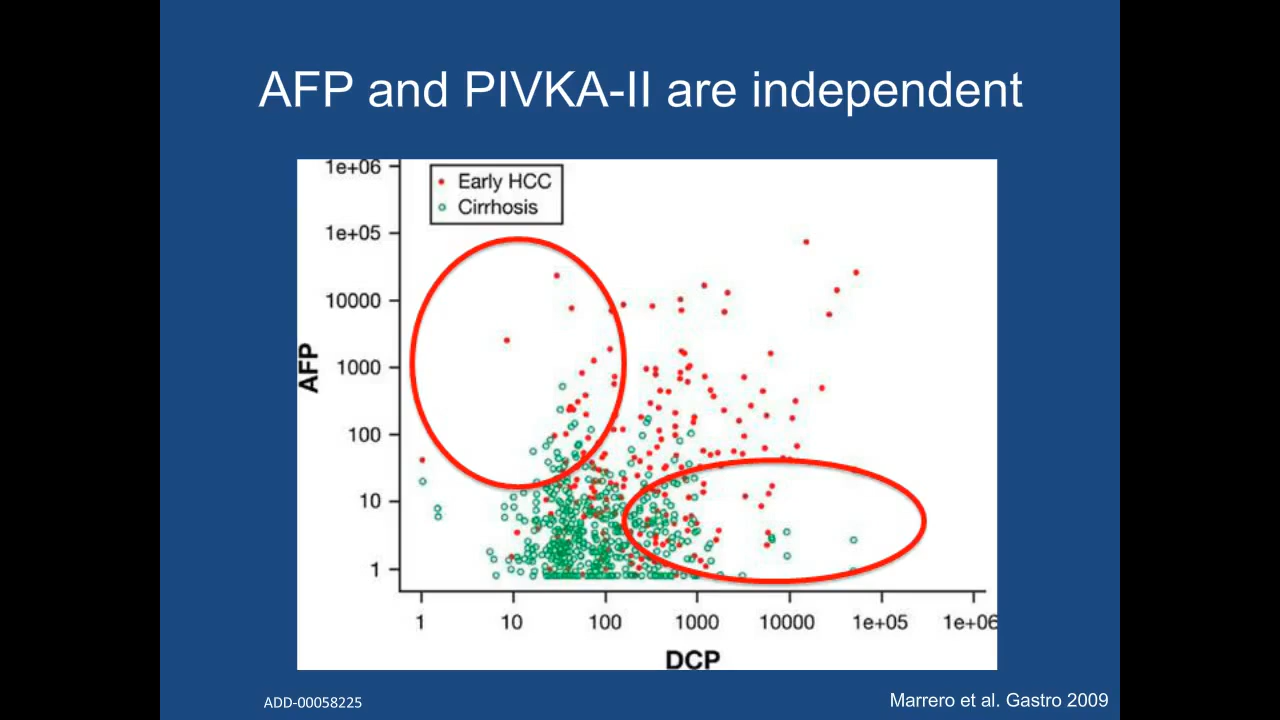 AFP and PIVKA-II are independent
1e+06
1e+05
10000
1000
100
10
1
AFP
Early HCC
Cirrhosis
1 10 100 1000 10000 1e+05 1e+06
DCP
ADD-00058225
Marrero et al. Gastro 2009